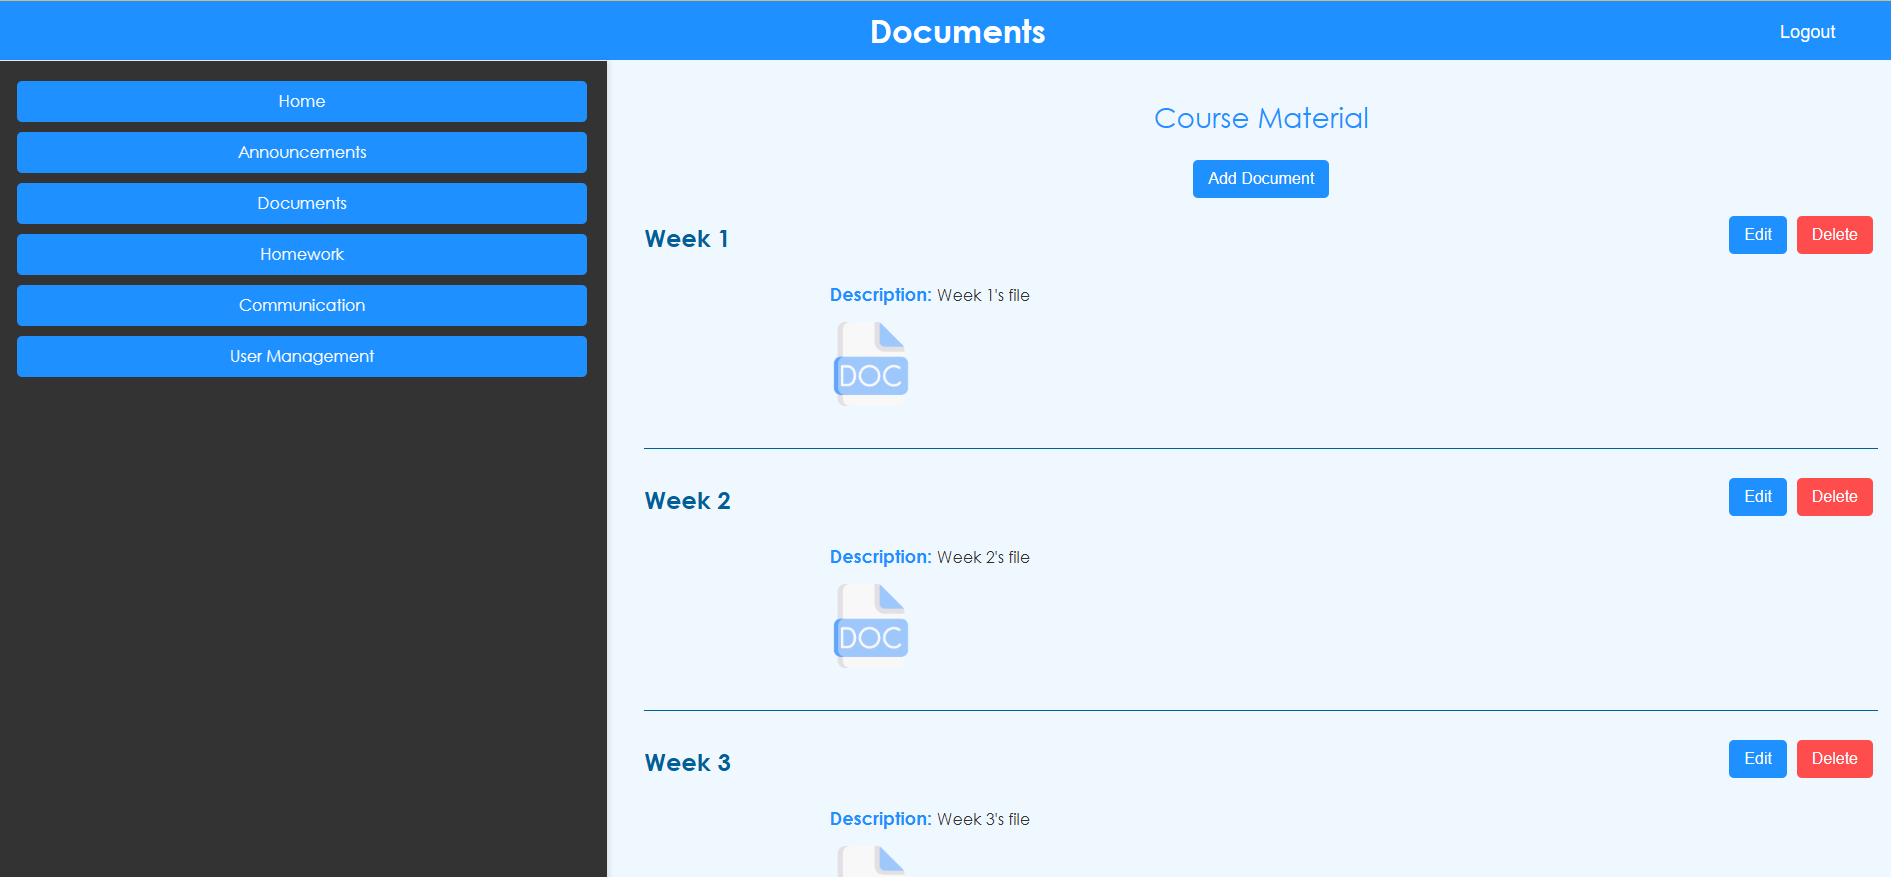 Documents
Logout
Home
Announcements
Documents
Homework
Communication
User Management
Course Material
Add Document
Week 1
Edit
Delete
Description: Week 1's file
DOC
Week 2
Edit
Delete
Description: Week 2's file
DOC
Week 3
Edit
Delete
Description: Week 3's file